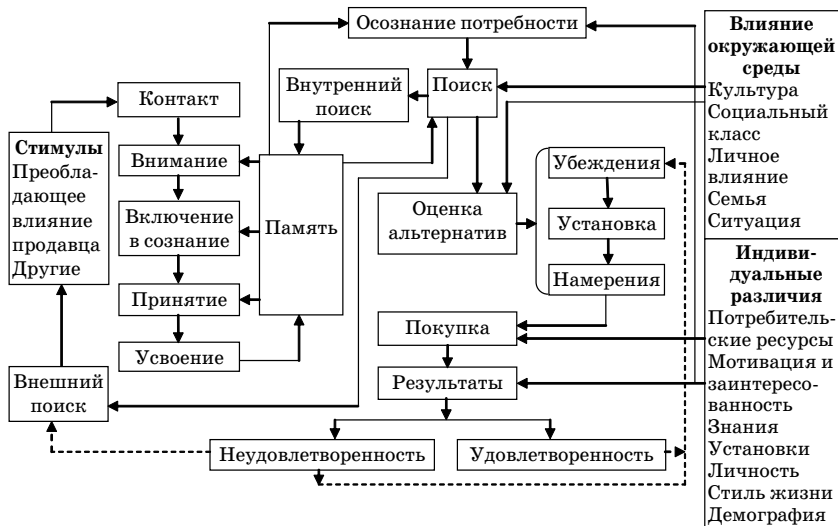 Осознание потребности
Влияние
окружающей
среды
Культура
Социальный
класс
Личное
влияние
Семья
Ситуация
Внутренний
поиск
Поиск
Контакт
Стимулы
Преобла-
дающее
влияние
продавца
Другие
Внимание
Включение
в сознание
Принятие
Усвоение
Память
Оценка
альтернатив
Убеждения
Установка
Намерения
Индиви-
дуальные
различия
Потребитель-
ские ресурсы
Мотивация и
заинтересо-
ванность
Знания
Установки
Личность
Стиль жизни
Демография
Покупка
Результаты
Внешний
поиск
Неудовлетворенность
Удовлетворенность